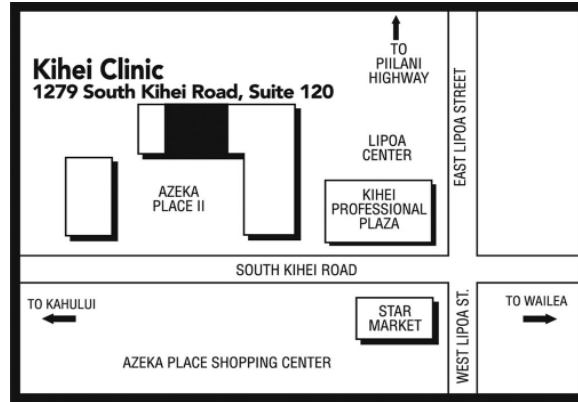 Kihei Clinic
1279 South Kihei Road, Suite 120
TO
PIILANI
HIGHWAY
EAST LIPOA STREET
LIPOA
CENTER
AZEKA
PLACE II
KIHEI
PROFESSIONAL
PLAZA
SOUTH KIHEI ROAD
TO KAHULUI
STAR
MARKET
WEST LIPOA ST.
TO WAILEA
AZEKA PLACE SHOPPING CENTER